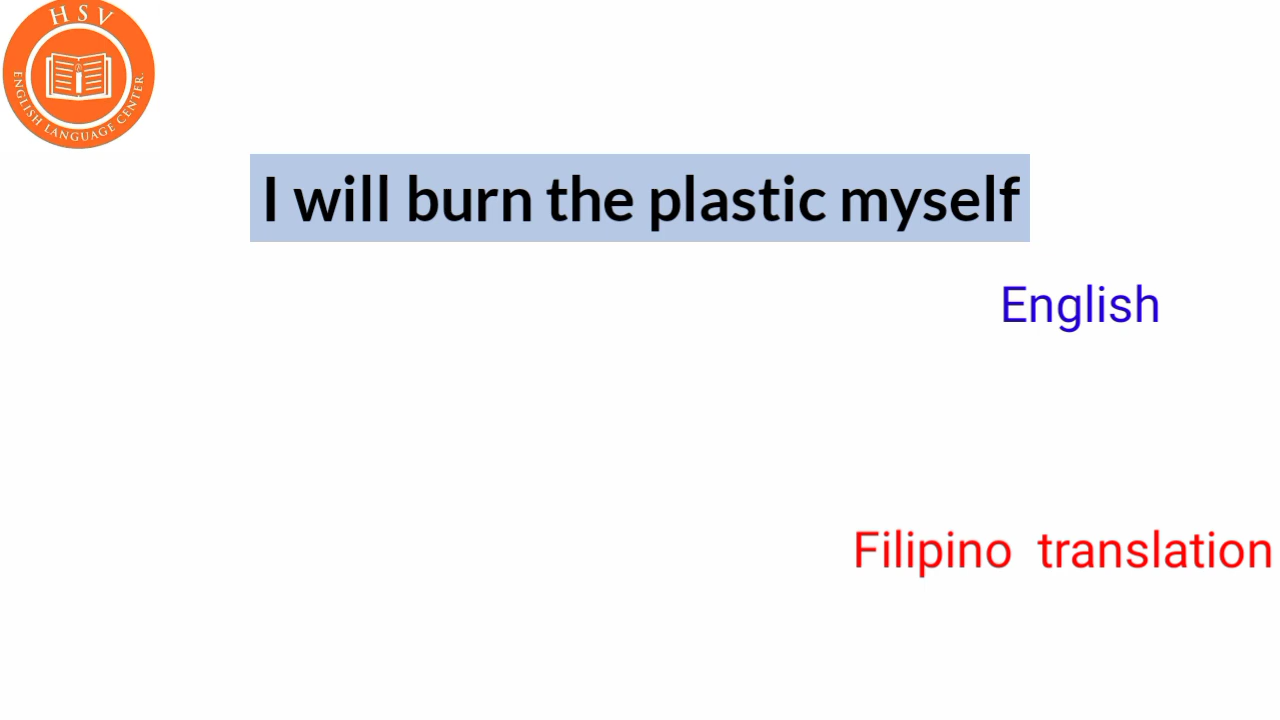 HSV
ENGLISH LANGUAGE CENTER.
I will burn the plastic myself
English
Filipino translation